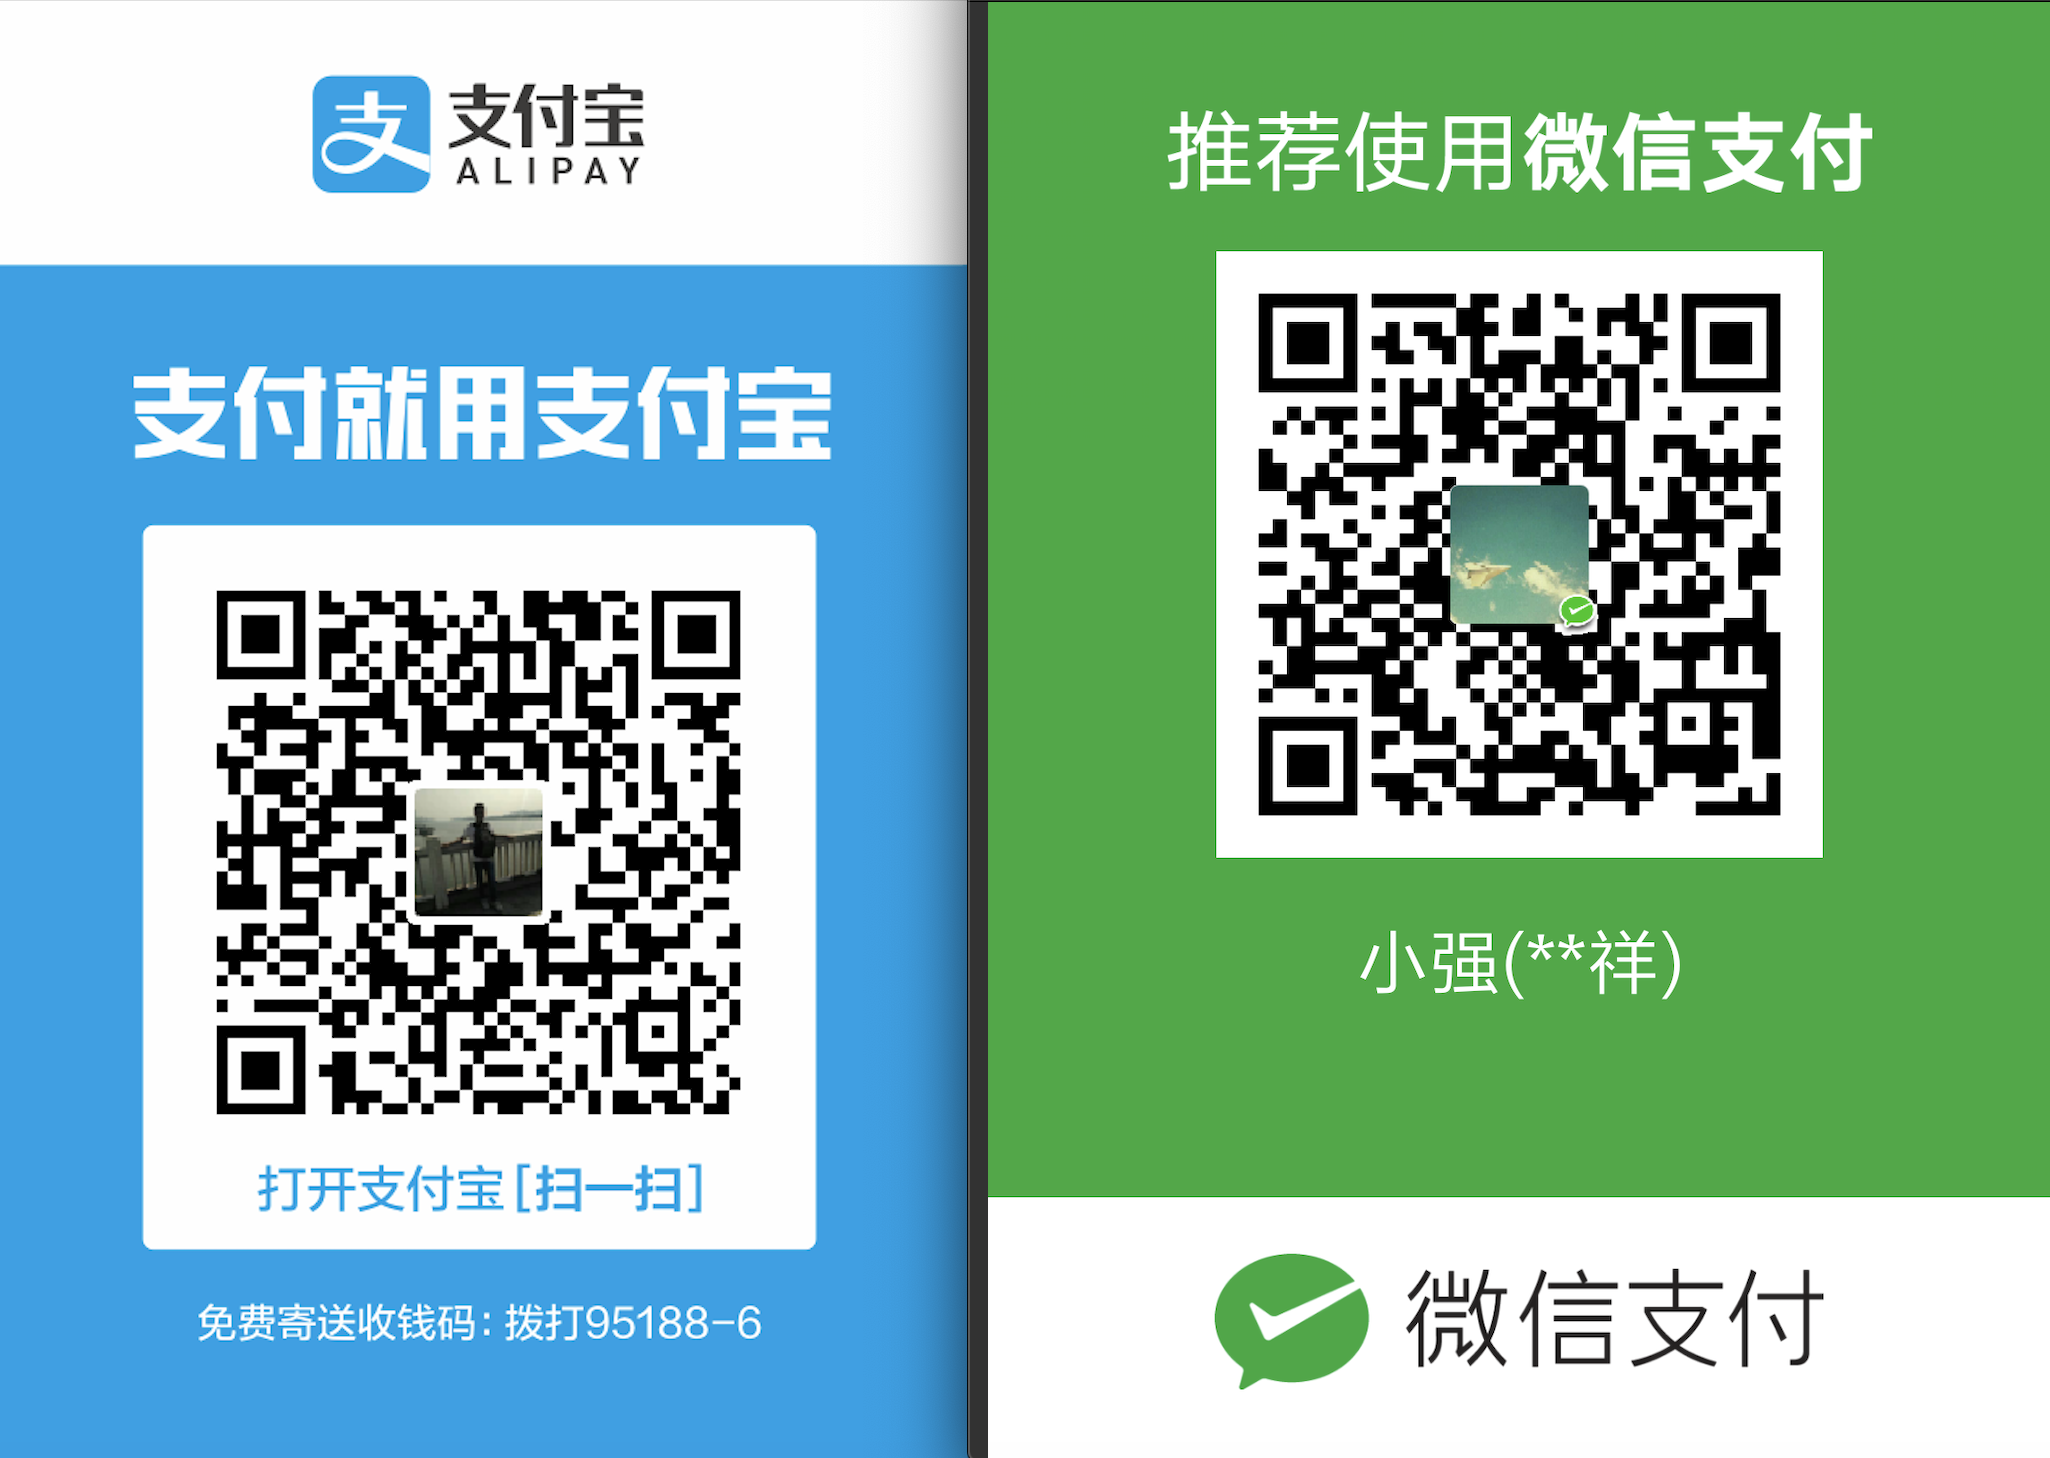 支
支付宝
ALIPAY
支付就用支付宝
打开支付宝[扫一扫]
免费寄送收钱码：拨打95188-6
推荐使用微信支付
小强(**祥)
微信支付